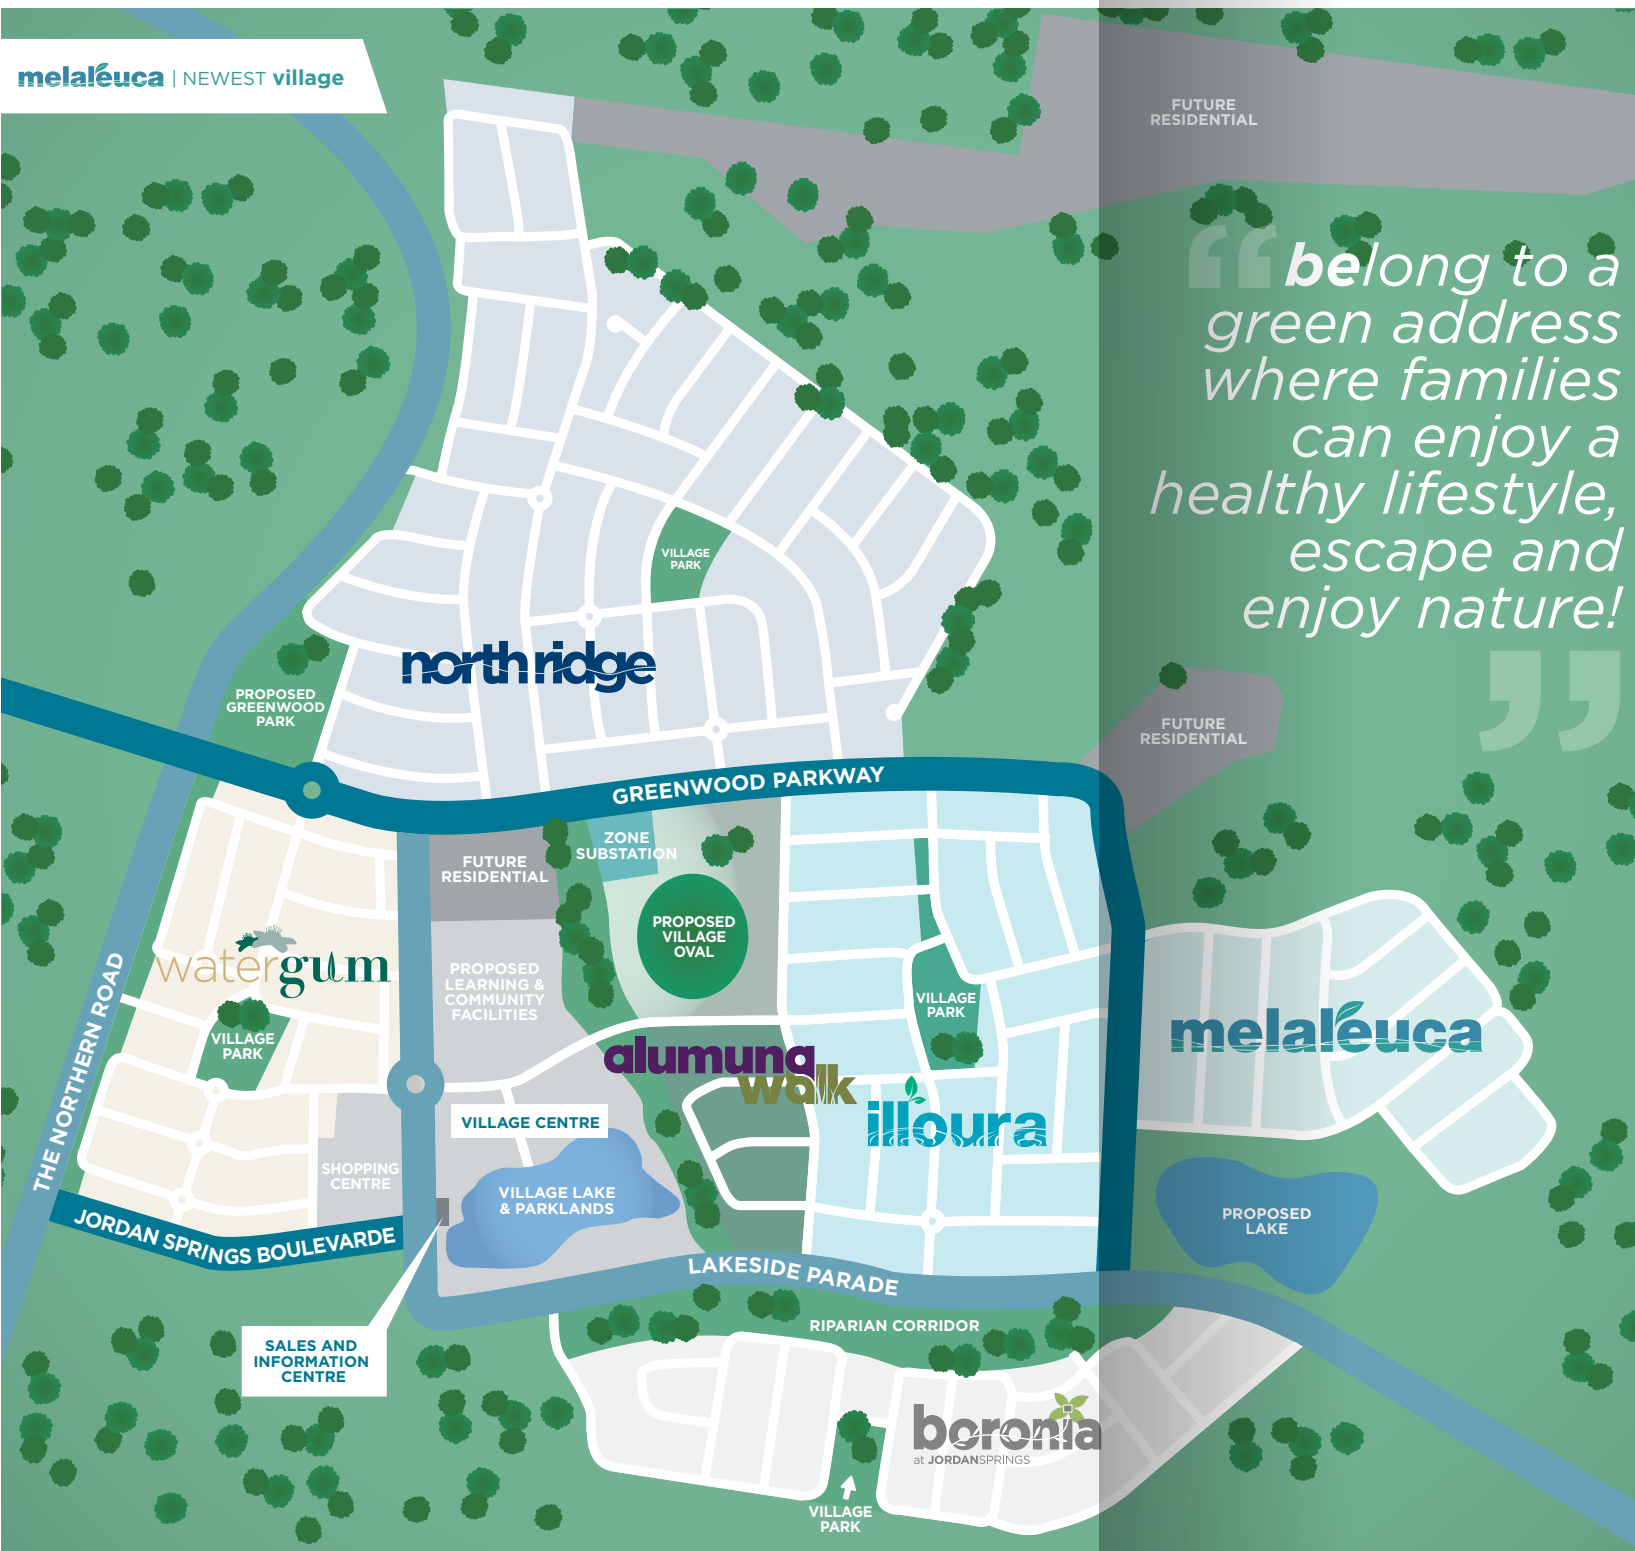 melaleuca | NEWEST village
FUTURE
RESIDENTIAL
“belong to a
green address
where families
can enjoy a
healthy lifestyle,
escape and
enjoy nature!
”
VILLAGE
PARK
north ridge
PROPOSED
GREENWOOD
PARK
FUTURE
RESIDENTIAL
GREENWOOD PARKWAY
ZONE
SUBSTATION
FUTURE
RESIDENTIAL
PROPOSED
VILLAGE
OVAL
watergum
PROPOSED
LEARNING &
COMMUNITY
FACILITIES
VILLAGE
PARK
THE NORTHERN ROAD
VILLAGE
PARK
melaleuca
alumuna
walk
illoura
VILLAGE CENTRE
SHOPPING
CENTRE
VILLAGE LAKE
& PARKLANDS
PROPOSED
LAKE
JORDAN SPRINGS BOULEVARDE
LAKESIDE PARADE
RIPARIAN CORRIDOR
SALES AND
INFORMATION
CENTRE
boronia
at JORDANSPRINGS
VILLAGE
PARK